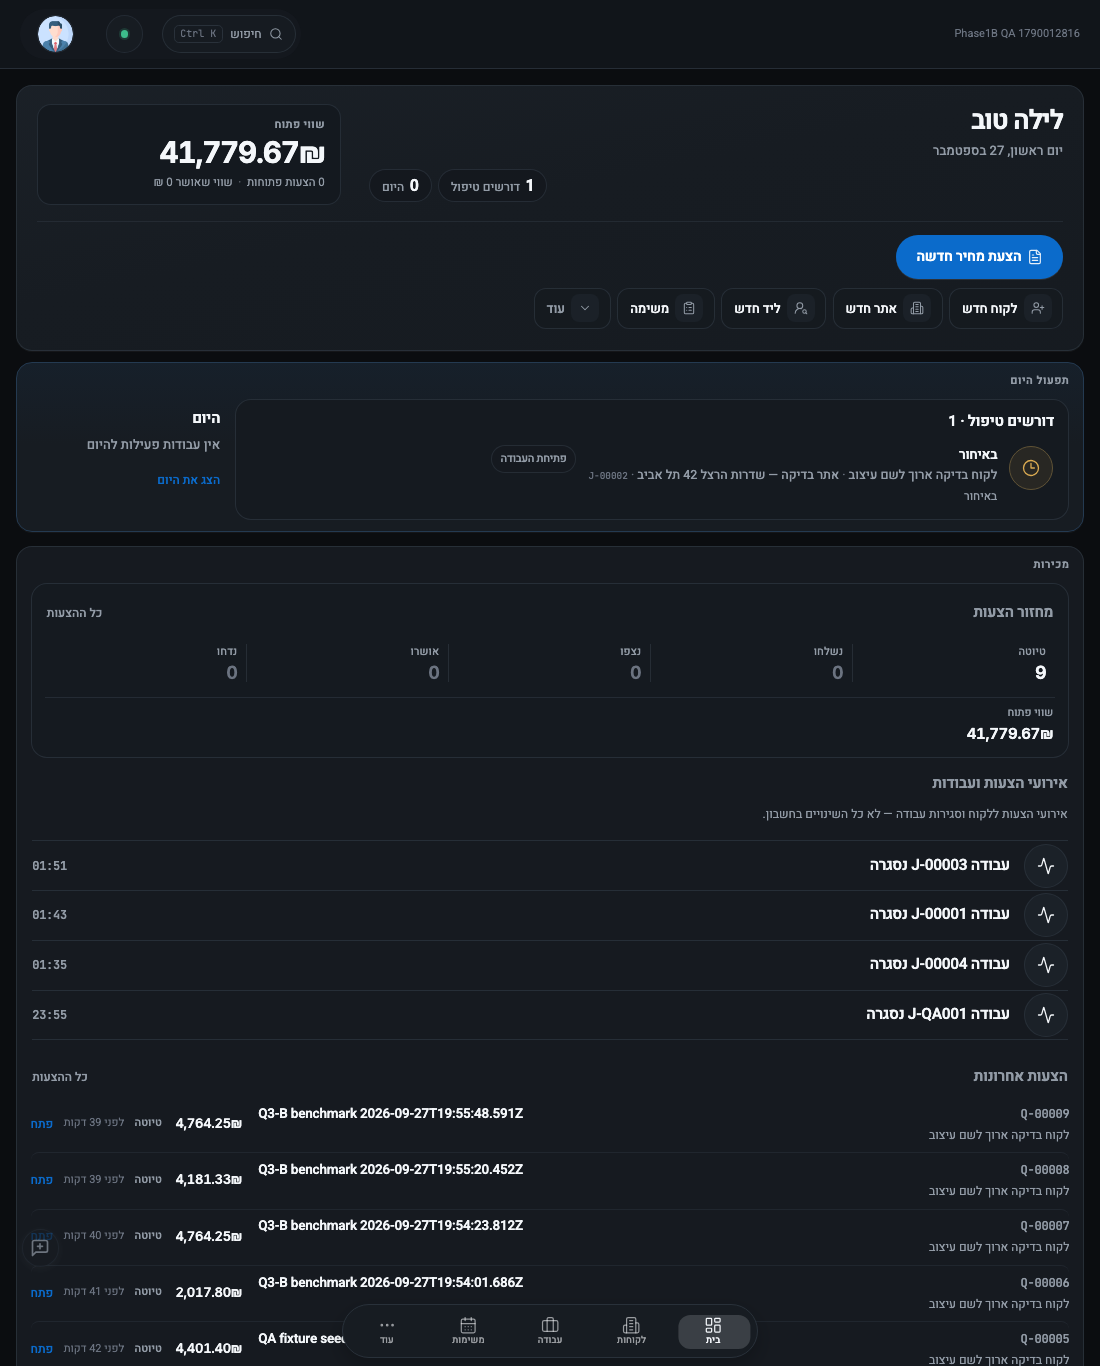 Phase1B QA 1790012816
חיפוש Ctrl K
לילה טוב
יום ראשון, 27 בספטמבר
1 דורשים טיפול
0 היום
שווי פתוח
41,779.67₪
0 הצעות פתוחות · שווי שאושר 0 ₪
הצעת מחיר חדשה
לקוח חדש
אתר חדש
ליד חדש
משימה
עוד
תפעול היום
דורשים טיפול · 1
באיחור
לקוח בדיקה ארוך לשם עיצוב · אתר בדיקה — שדרות הרצל 42 תל אביב · J-00002
באיחור
פתיחת העבודה
היום
אין עבודות פעילות להיום
הצג את היום
מכירות
מחזור הצעות
כל ההצעות
טיוטה
9
נשלחו
0
נצפו
0
אושרו
0
נדחו
0
שווי פתוח
41,779.67₪
אירועי הצעות ועבודות
אירועי הצעות ללקוח וסגירות עבודה — לא כל השינויים בחשבון.
עבודה J-00003 נסגרה
01:51
עבודה J-00001 נסגרה
01:43
עבודה J-00004 נסגרה
01:35
עבודה J-QA001 נסגרה
23:55
הצעות אחרונות
כל ההצעות
Q-00009
לקוח בדיקה ארוך לשם עיצוב
Q3-B benchmark 2026-09-27T19:55:48.591Z
4,764.25₪
טיוטה
לפני 39 דקות
פתח
Q-00008
לקוח בדיקה ארוך לשם עיצוב
Q3-B benchmark 2026-09-27T19:55:20.452Z
4,181.33₪
טיוטה
לפני 39 דקות
פתח
Q-00007
לקוח בדיקה ארוך לשם עיצוב
Q3-B benchmark 2026-09-27T19:54:23.812Z
4,764.25₪
טיוטה
לפני 40 דקות
פתח
Q-00006
לקוח בדיקה ארוך לשם עיצוב
Q3-B benchmark 2026-09-27T19:54:01.686Z
2,017.80₪
טיוטה
לפני 41 דקות
פתח
Q-00005
לקוח בדיקה ארוך לשם עיצוב
QA fixture
4,401.40₪
טיוטה
לפני 42 דקות
פתח
בית
לקוחות
עבודה
משימות
עוד